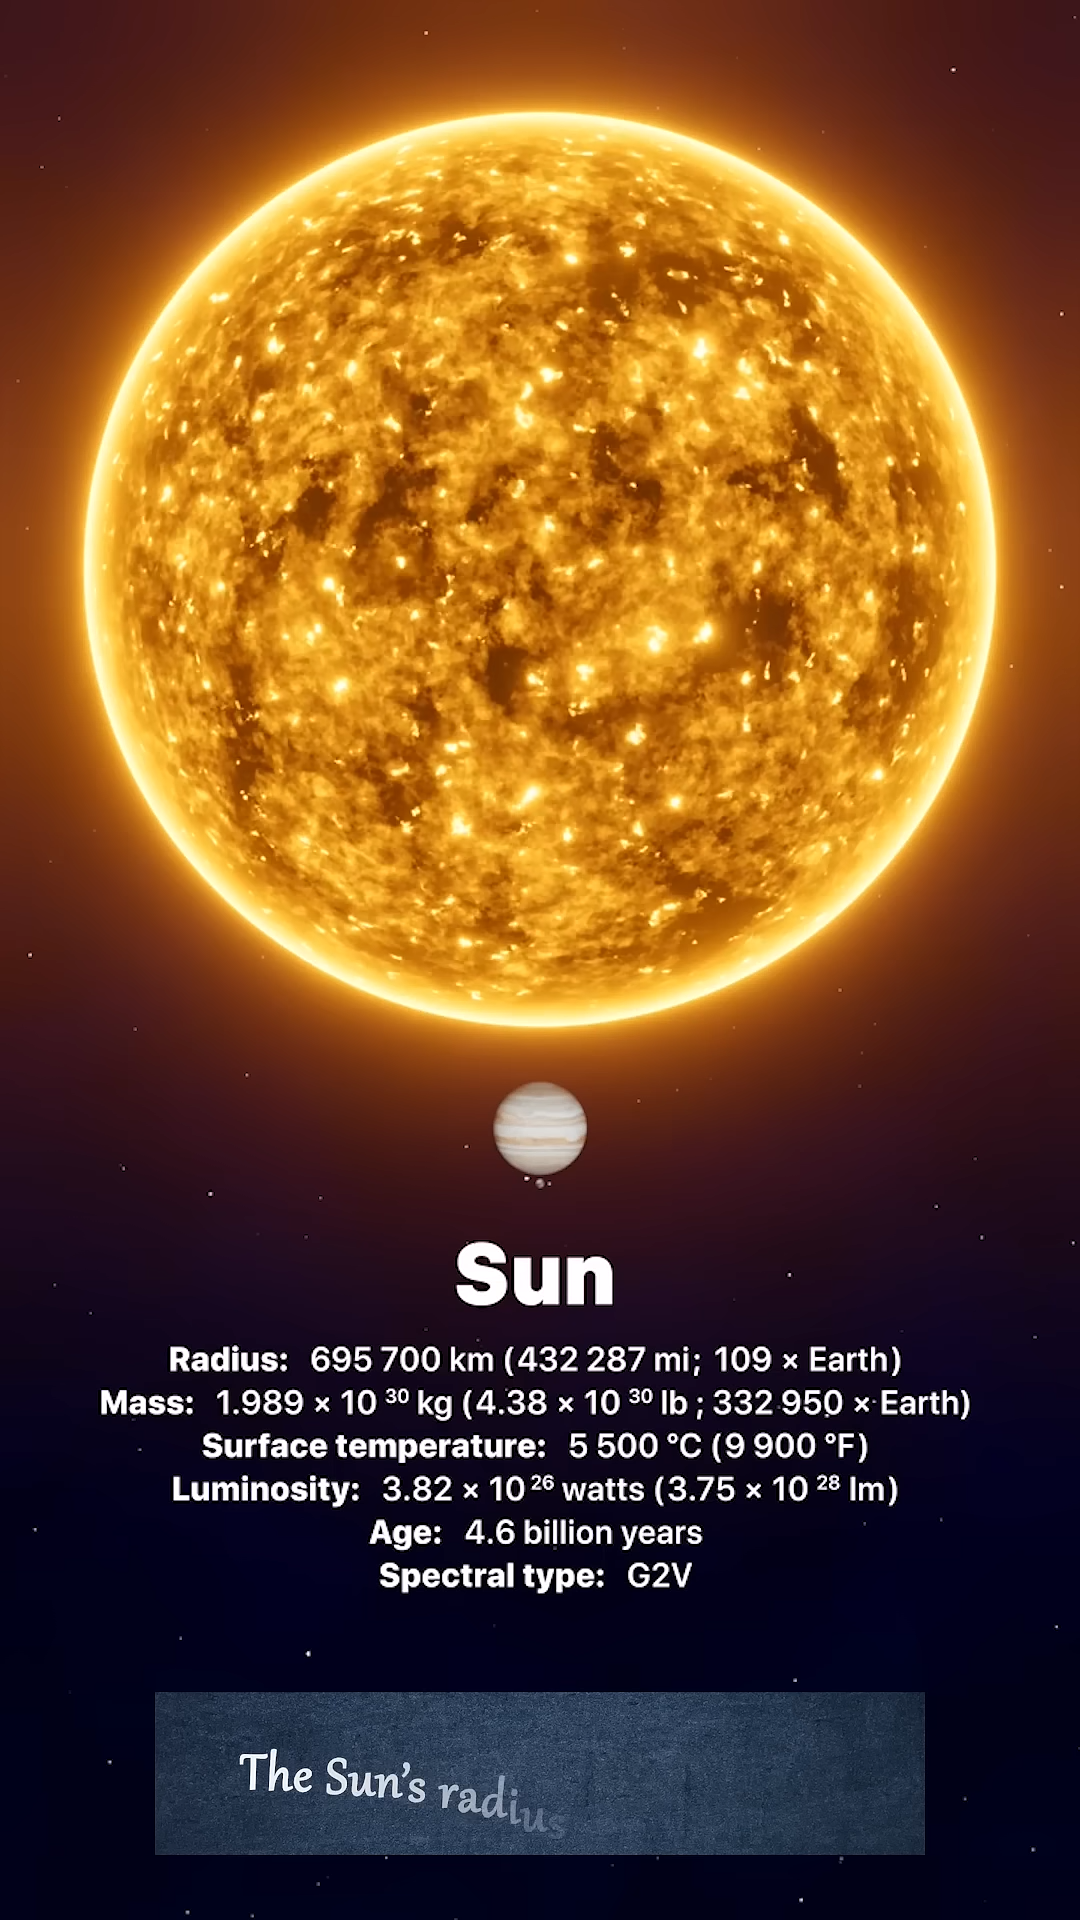 Sun
Radius: 695 700 km (432 287 mi; 109 × Earth)
Mass: 1.989 × 10 ³⁰ kg (4.38 × 10 ³⁰ lb ; 332 950 × Earth)
Surface temperature: 5 500 °C (9 900 °F)
Luminosity: 3.82 × 10 ²⁶ watts (3.75 × 10 ²⁸ lm)
Age: 4.6 billion years
Spectral type: G2V
The Sun’s radius